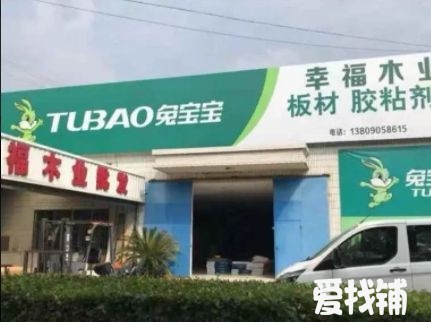 TUBAO兔宝宝
幸福木业
板材 胶粘剂
电话：13809058615
福木业批发
兔宝
TU
爱找铺